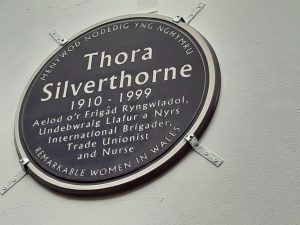 MENYWOD NODEDIG YNG NGHYMRU
Thora
Silverthorne
1910 - 1999
Aelod o'r Frigâd Ryngwladol,
Undebwraig Llafur a Nyrs
International Brigader,
Trade Unionist
and Nurse
REMARKABLE WOMEN IN WALES